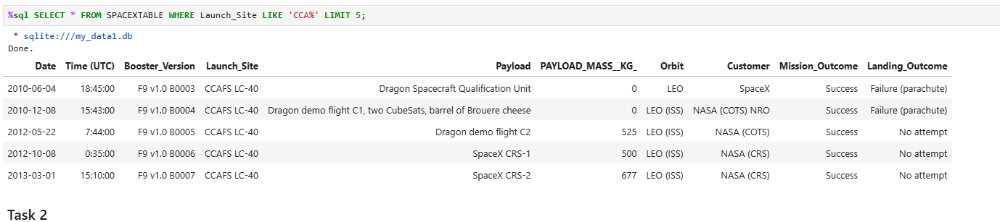 %sql SELECT * FROM SPACEXTABLE WHERE Launch_Site LIKE 'CCA%' LIMIT 5;
* sqlite:///my_data1.db
Done.
Date Time (UTC) Booster_Version Launch_Site Payload PAYLOAD_MASS__KG_ Orbit Customer Mission_Outcome Landing_Outcome
2010-06-04 18:45:00 F9 v1.0 B0003 CCAFS LC-40 Dragon Spacecraft Qualification Unit 0 LEO SpaceX Success Failure (parachute)
2010-12-08 15:43:00 F9 v1.0 B0004 CCAFS LC-40 Dragon demo flight C1, two CubeSats, barrel of Brouere cheese 0 LEO (ISS) NASA (COTS) NRO Success Failure (parachute)
2012-05-22 7:44:00 F9 v1.0 B0005 CCAFS LC-40 Dragon demo flight C2 525 LEO (ISS) NASA (COTS) Success No attempt
2012-10-08 0:35:00 F9 v1.0 B0006 CCAFS LC-40 SpaceX CRS-1 500 LEO (ISS) NASA (CRS) Success No attempt
2013-03-01 15:10:00 F9 v1.0 B0007 CCAFS LC-40 SpaceX CRS-2 677 LEO (ISS) NASA (CRS) Success No attempt
Task 2